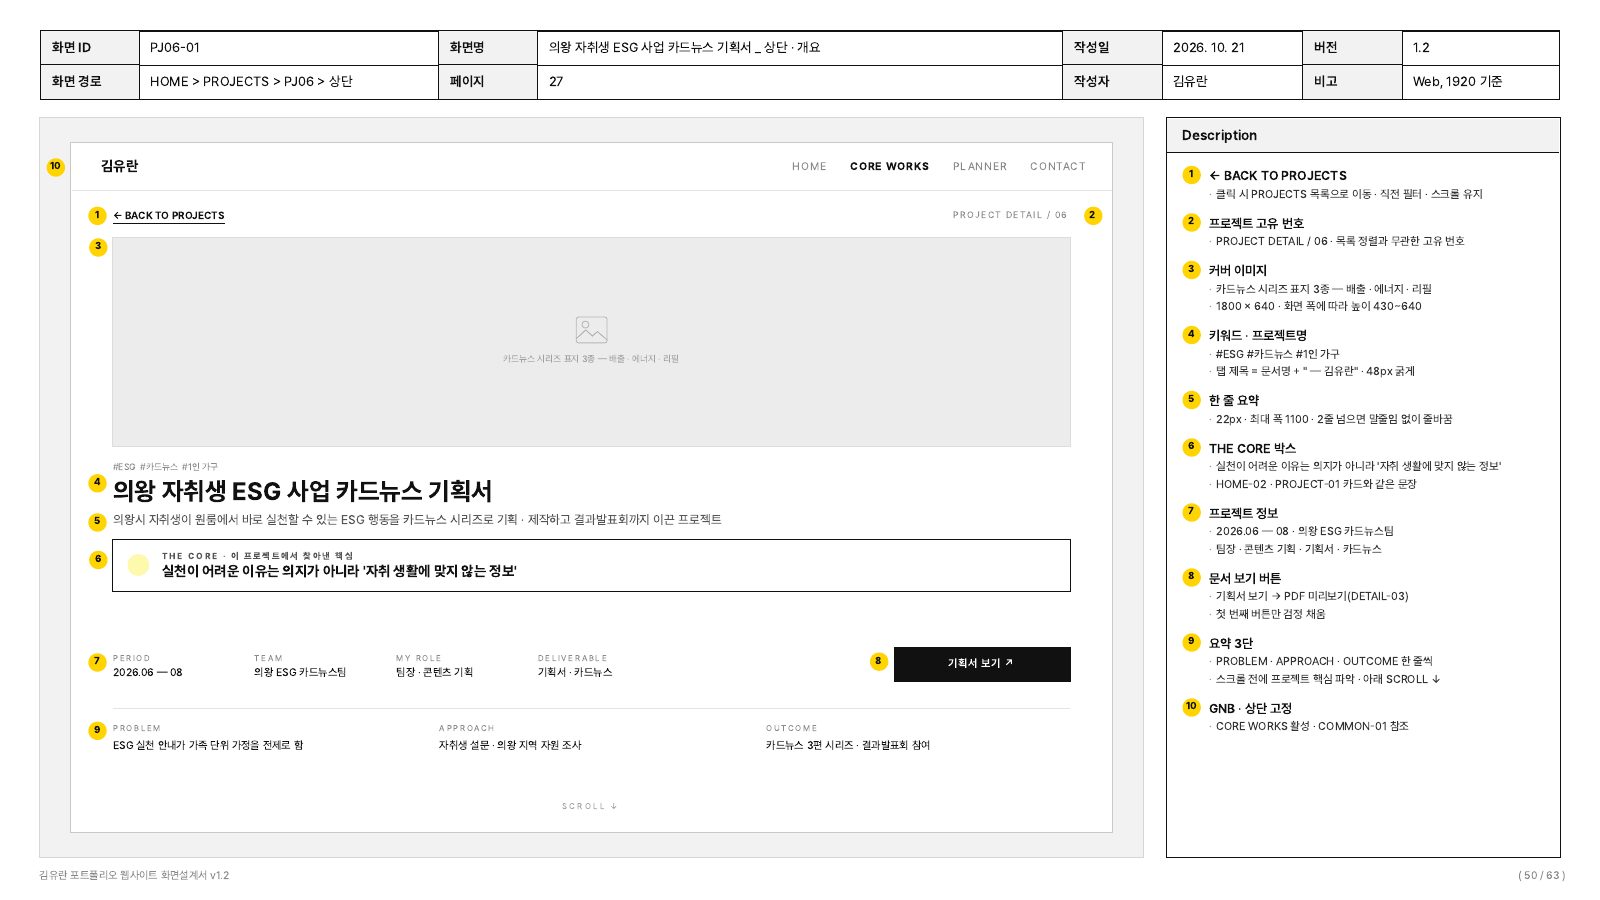 화면 ID PJ06-01 화면명 의왕 자취생 ESG 사업 카드뉴스 기획서 _ 상단 · 개요 작성일 2026. 10. 21 버전 1.2
화면 경로 HOME > PROJECTS > PJ06 > 상단 페이지 27 작성자 김유란 비고 Web, 1920 기준
10 김유란 HOME CORE WORKS PLANNER CONTACT
1 ← BACK TO PROJECTS PROJECT DETAIL / 06 2
3
카드뉴스 시리즈 표지 3종 — 배출 · 에너지 · 리필
#ESG #카드뉴스 #1인 가구
4 의왕 자취생 ESG 사업 카드뉴스 기획서
5 의왕시 자취생이 원룸에서 바로 실천할 수 있는 ESG 행동을 카드뉴스 시리즈로 기획 · 제작하고 결과발표회까지 이끈 프로젝트
6 THE CORE · 이 프로젝트에서 찾아낸 핵심
실천이 어려운 이유는 의지가 아니라 '자취 생활에 맞지 않는 정보'
7 PERIOD TEAM MY ROLE DELIVERABLE
2026.06 — 08 의왕 ESG 카드뉴스팀 팀장 · 콘텐츠 기획 기획서 · 카드뉴스
8 기획서 보기 ↗
9 PROBLEM APPROACH OUTCOME
ESG 실천 안내가 가족 단위 가정을 전제로 함 자취생 설문 · 의왕 지역 자원 조사 카드뉴스 3편 시리즈 · 결과발표회 참여
SCROLL ↓
Description
1 ← BACK TO PROJECTS
· 클릭 시 PROJECTS 목록으로 이동 · 직전 필터 · 스크롤 유지
2 프로젝트 고유 번호
· PROJECT DETAIL / 06 · 목록 정렬과 무관한 고유 번호
3 커버 이미지
· 카드뉴스 시리즈 표지 3종 — 배출 · 에너지 · 리필
· 1800 × 640 · 화면 폭에 따라 높이 430~640
4 키워드 · 프로젝트명
· #ESG #카드뉴스 #1인 가구
· 탭 제목 = 문서명 + " — 김유란" · 48px 굵게
5 한 줄 요약
· 22px · 최대 폭 1100 · 2줄 넘으면 말줄임 없이 줄바꿈
6 THE CORE 박스
· 실천이 어려운 이유는 의지가 아니라 '자취 생활에 맞지 않는 정보'
· HOME-02 · PROJECT-01 카드와 같은 문장
7 프로젝트 정보
· 2026.06 — 08 · 의왕 ESG 카드뉴스팀
· 팀장 · 콘텐츠 기획 · 기획서 · 카드뉴스
8 문서 보기 버튼
· 기획서 보기 → PDF 미리보기(DETAIL-03)
· 첫 번째 버튼만 검정 채움
9 요약 3단
· PROBLEM · APPROACH · OUTCOME 한 줄씩
· 스크롤 전에 프로젝트 핵심 파악 · 아래 SCROLL ↓
10 GNB · 상단 고정
· CORE WORKS 활성 · COMMON-01 참조
김유란 포트폴리오 웹사이트 화면설계서 v1.2
( 50 / 63 )